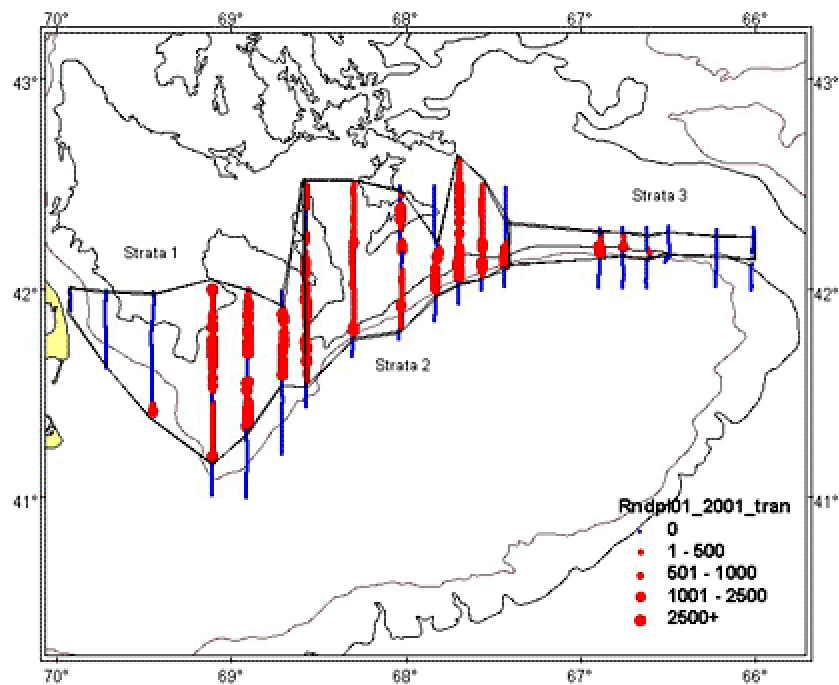 70° 69° 68° 67° 66°
43° 43°
Strata 3
Strata 1
42° 42°
Strata 2
41° 41°
Rndpl01_2001_tran
0
1 - 500
501 - 1000
1001 - 2500
2500+
70° 69° 68° 67° 66°